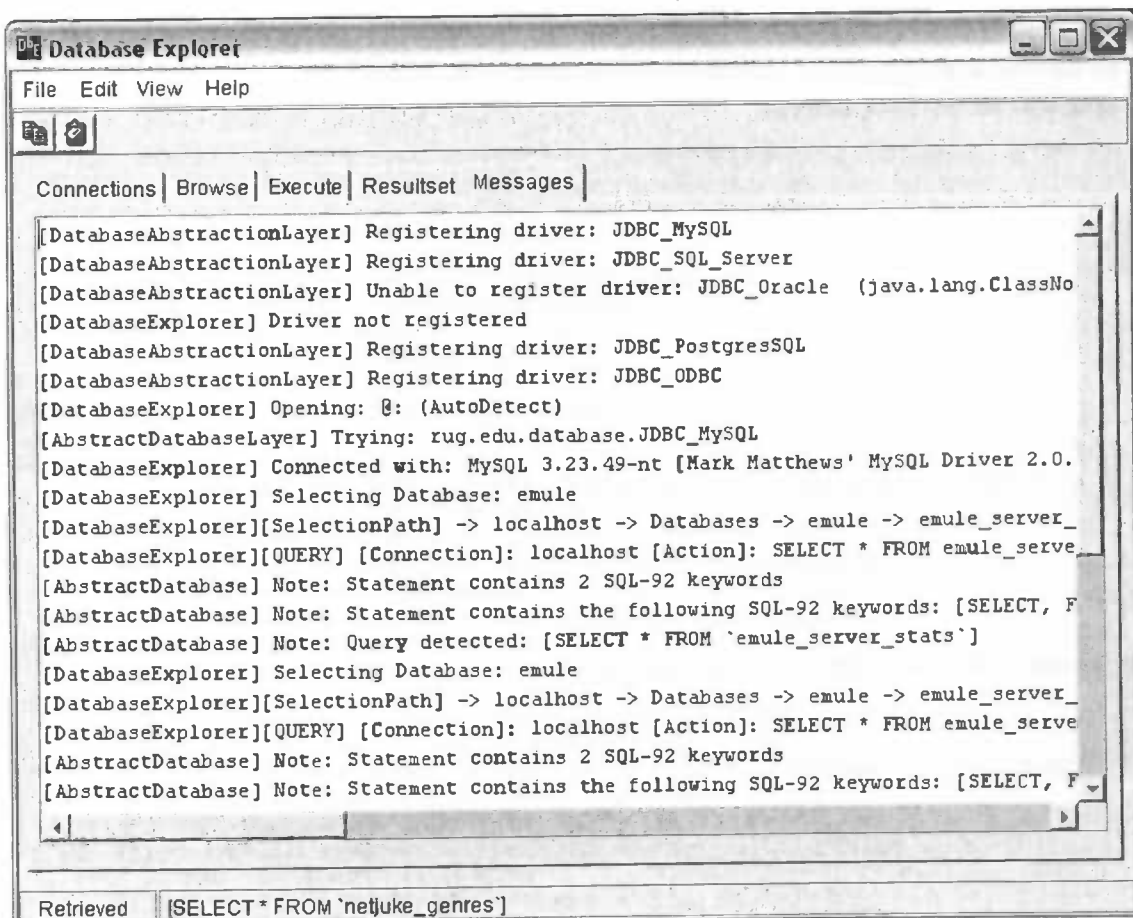 DbE Database Explorer
File Edit View Help
Connections Browse Execute Resultset Messages
[DatabaseAbstractionLayer] Registering driver: JDBC_MySQL
[DatabaseAbstractionLayer] Registering driver: JDBC_SQL_Server
[DatabaseAbstractionLayer] Unable to register driver: JDBC_Oracle (java.lang.ClassNo
[DatabaseExplorer] Driver not registered
[DatabaseAbstractionLayer] Registering driver: JDBC_PostgresSQL
[DatabaseAbstractionLayer] Registering driver: JDBC_ODBC
[DatabaseExplorer] Opening: @: (AutoDetect)
[AbstractDatabaseLayer] Trying: rug.edu.database.JDBC_MySQL
[DatabaseExplorer] Connected with: MySQL 3.23.49-nt [Mark Matthews' MySQL Driver 2.0.
[DatabaseExplorer] Selecting Database: emule
[DatabaseExplorer][SelectionPath] -> localhost -> Databases -> emule -> emule_server_
[DatabaseExplorer][QUERY] [Connection]: localhost [Action]: SELECT * FROM emule_serve
[AbstractDatabase] Note: Statement contains 2 SQL-92 keywords
[AbstractDatabase] Note: Statement contains the following SQL-92 keywords: [SELECT, F
[AbstractDatabase] Note: Query detected: [SELECT * FROM `emule_server_stats`]
[DatabaseExplorer] Selecting Database: emule
[DatabaseExplorer][SelectionPath] -> localhost -> Databases -> emule -> emule_server_
[DatabaseExplorer][QUERY] [Connection]: localhost [Action]: SELECT * FROM emule_serve
[AbstractDatabase] Note: Statement contains 2 SQL-92 keywords
[AbstractDatabase] Note: Statement contains the following SQL-92 keywords: [SELECT, F
Retrieved [SELECT * FROM `netjuke_genres`]